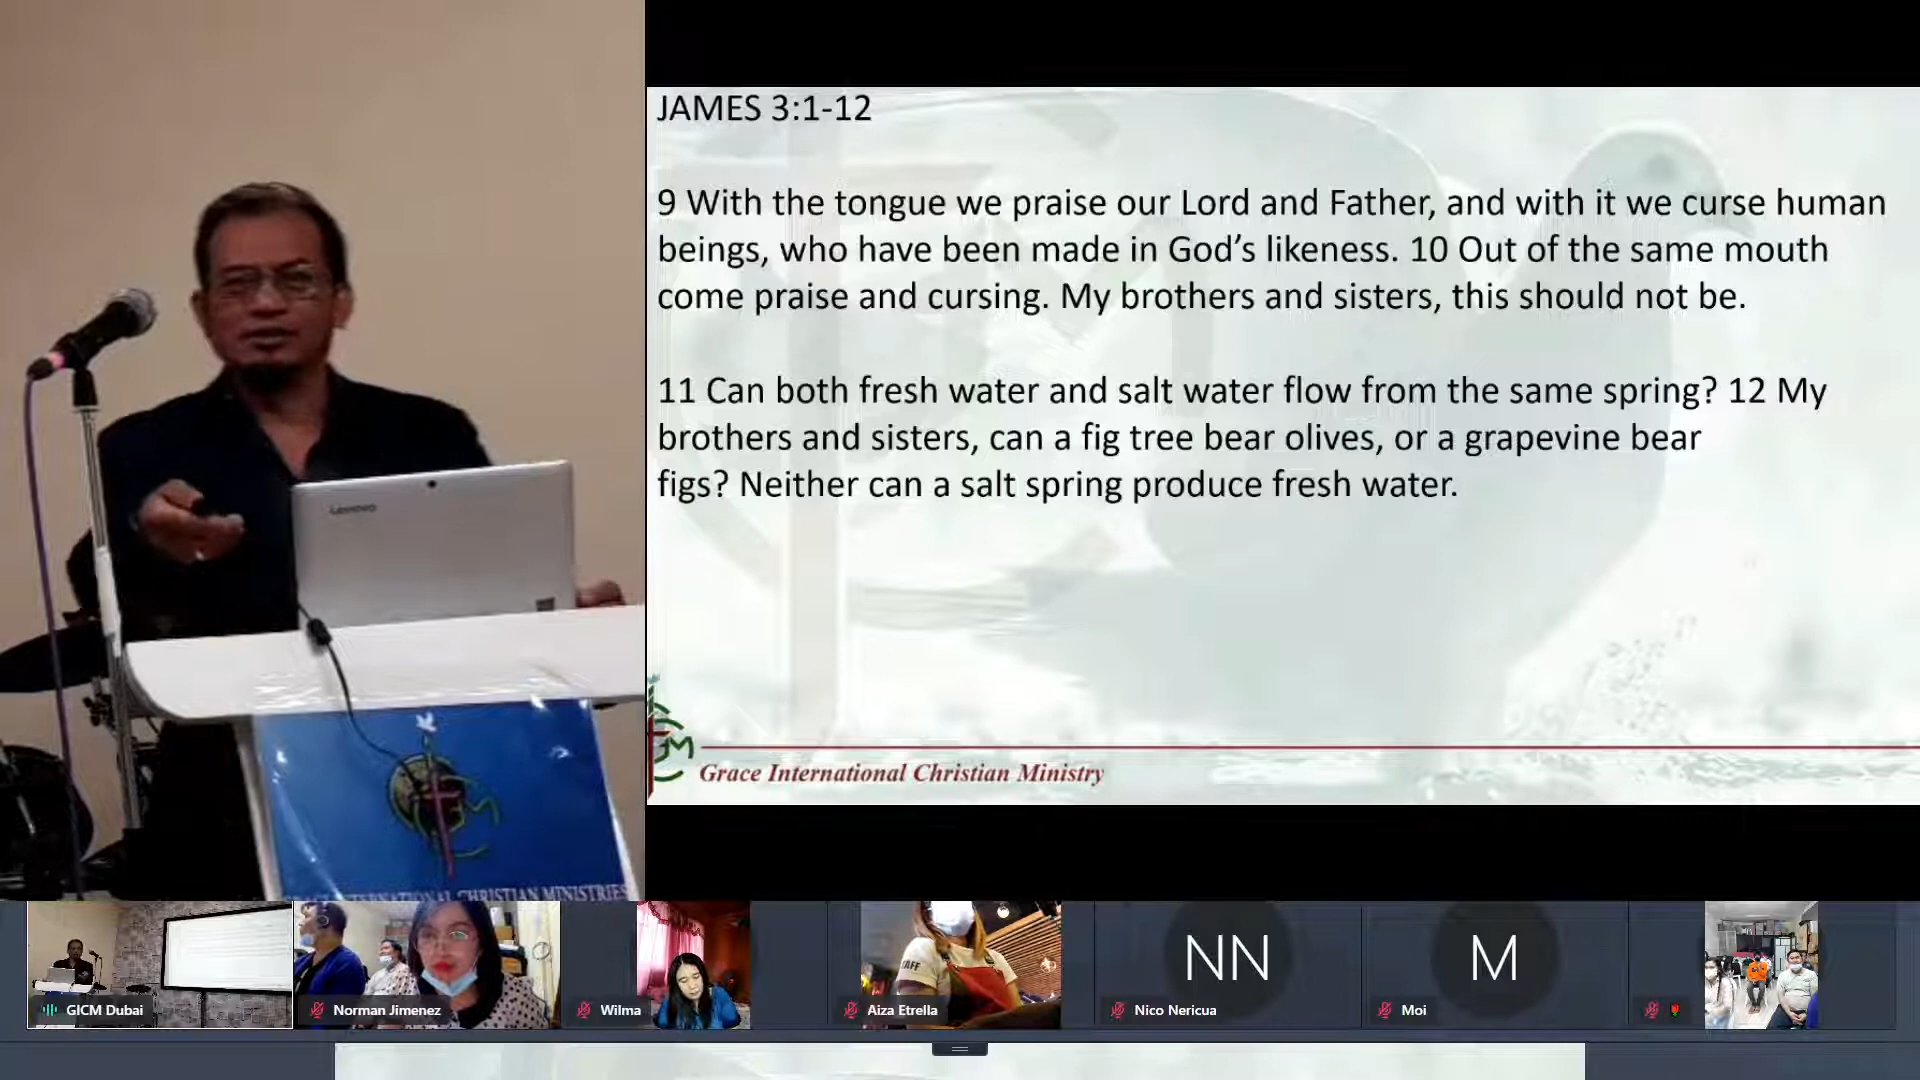 JAMES 3:1-12
9 With the tongue we praise our Lord and Father, and with it we curse human
beings, who have been made in God’s likeness. 10 Out of the same mouth
come praise and cursing. My brothers and sisters, this should not be.
11 Can both fresh water and salt water flow from the same spring? 12 My
brothers and sisters, can a fig tree bear olives, or a grapevine bear
figs? Neither can a salt spring produce fresh water.
Grace International Christian Ministry
Lenovo
INTERNATIONAL CHRISTIAN MINISTRIES
GICM Dubai
Norman Jimenez
Wilma
Aiza Etrella
NN
Nico Nericua
M
Moi